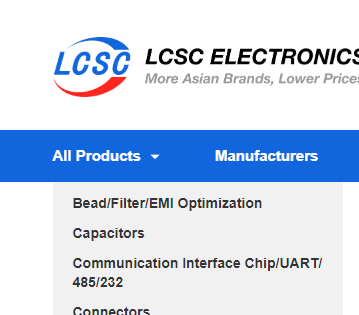 LCSC
LCSC ELECTRONICS
More Asian Brands, Lower Prices
All Products
Manufacturers
Bead/Filter/EMI Optimization
Capacitors
Communication Interface Chip/UART/
485/232
Connectors